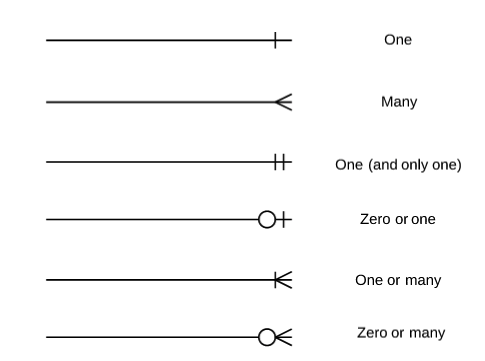 One
Many
One (and only one)
Zero or one
One or many
Zero or many